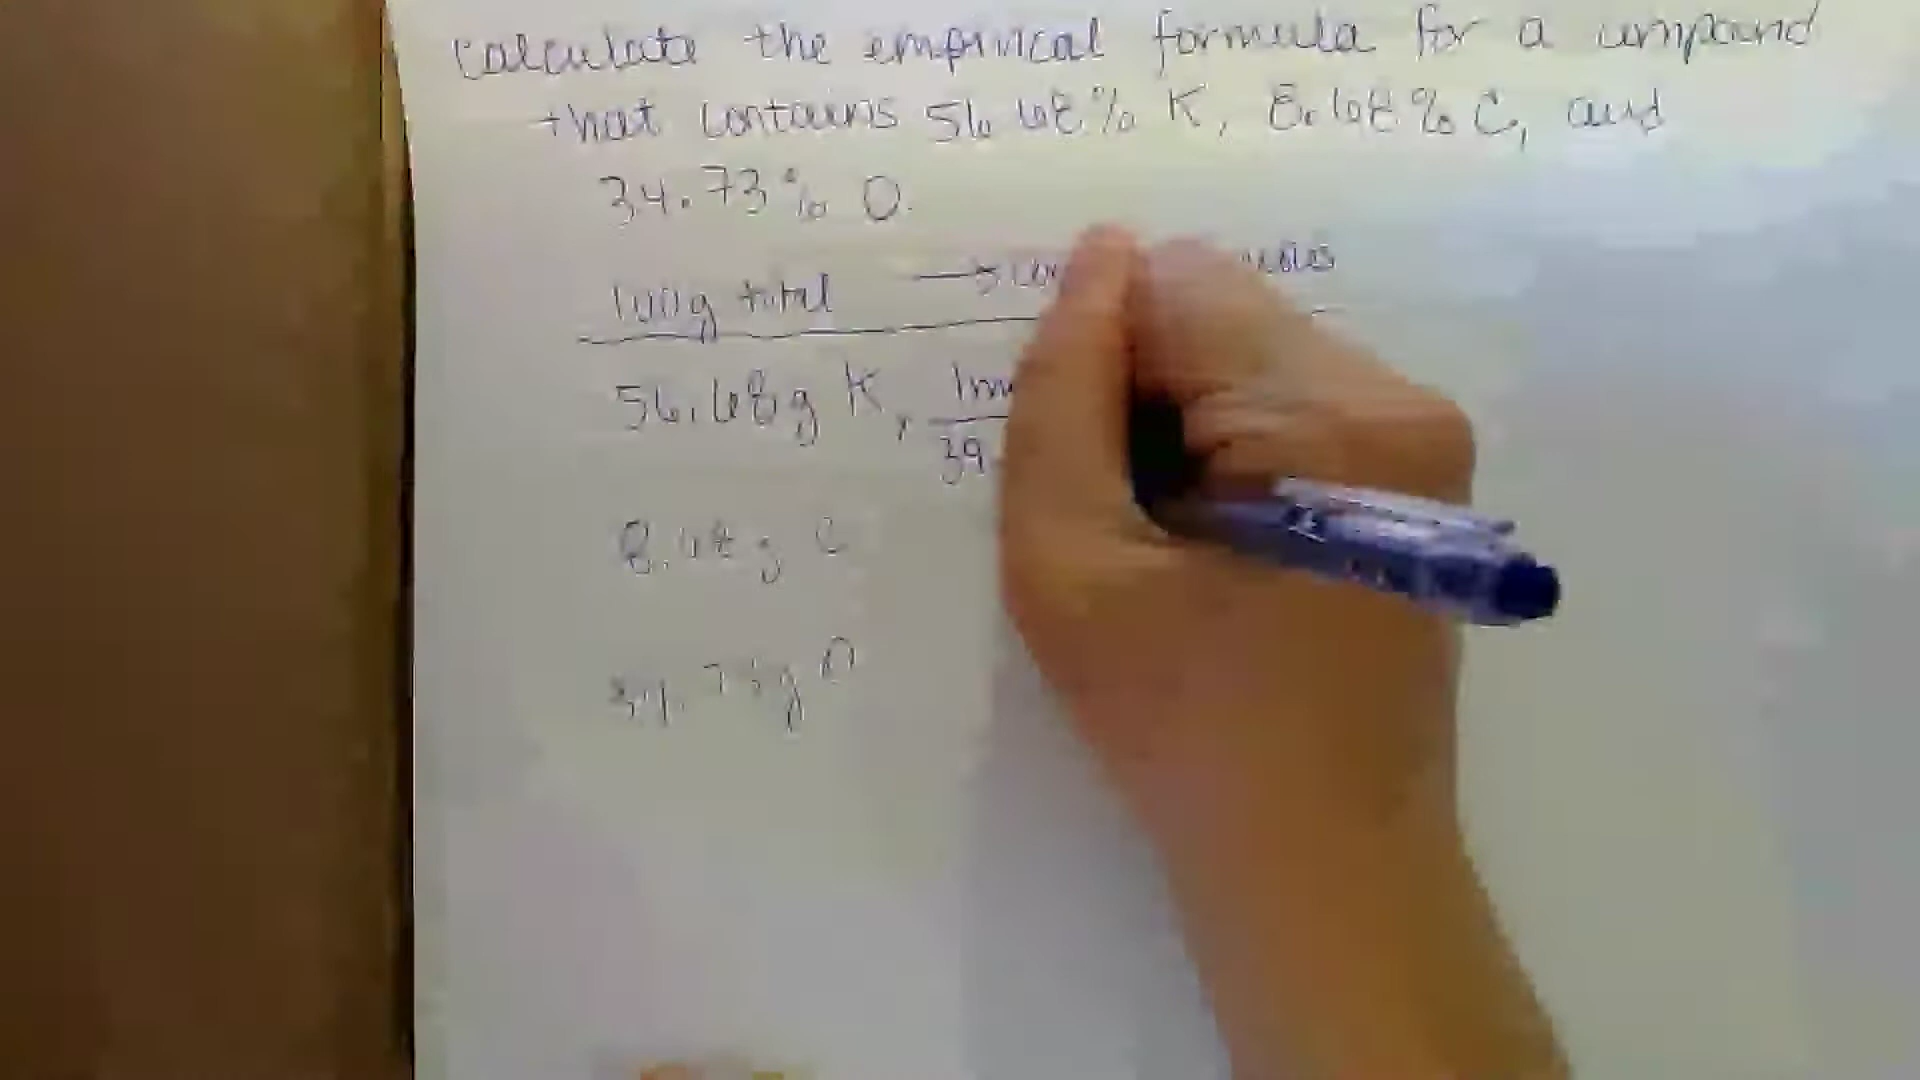 calculate the empirical formula for a compound
that contains 56.68% K, 8.68% C, and
34.73% O.
100g total →
56.68g K, 1m
39
8.68g C
34.73g O